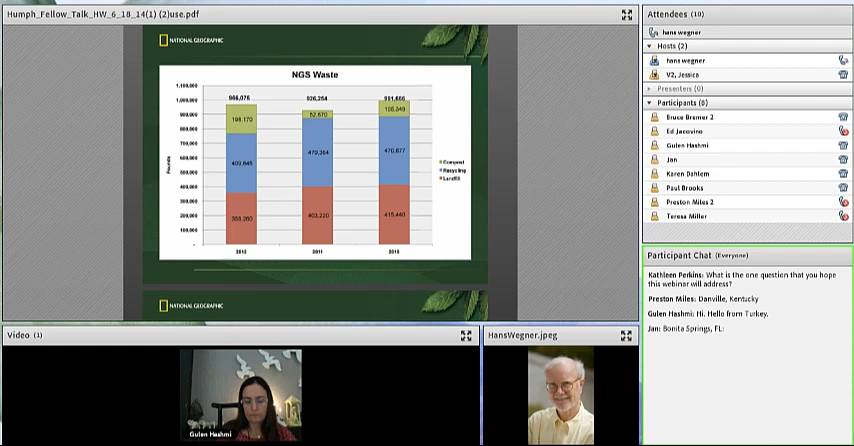 Humph_Fellow_Talk_HW_6_18_14(1) (2)use.pdf
NATIONAL GEOGRAPHIC
NGS Waste
1,100,000
1,000,000
900,000
800,000
700,000
600,000
500,000
400,000
300,000
200,000
100,000
-
Pounds
966,075
926,254
991,666
198,170
52,670
105,349
409,645
470,364
470,877
358,260
403,220
415,440
2012
2011
2010
Compost
Recycling
Landfill
NATIONAL GEOGRAPHIC
Video (1)
Gulen Hashmi
HansWegner.jpeg
Attendees (10)
hans wegner
Hosts (2)
hans wegner
V2, Jessica
Presenters (0)
Participants (8)
Bruce Bremer 2
Ed Jacovino
Gulen Hashmi
Jan
Karen Dahlem
Paul Brooks
Preston Miles 2
Teresa Miller
Participant Chat (Everyone)
Kathleen Perkins: What is the one question that you hope
this webinar will address?
Preston Miles: Danville, Kentucky
Gulen Hashmi: Hi. Hello from Turkey.
Jan: Bonita Springs, FL: